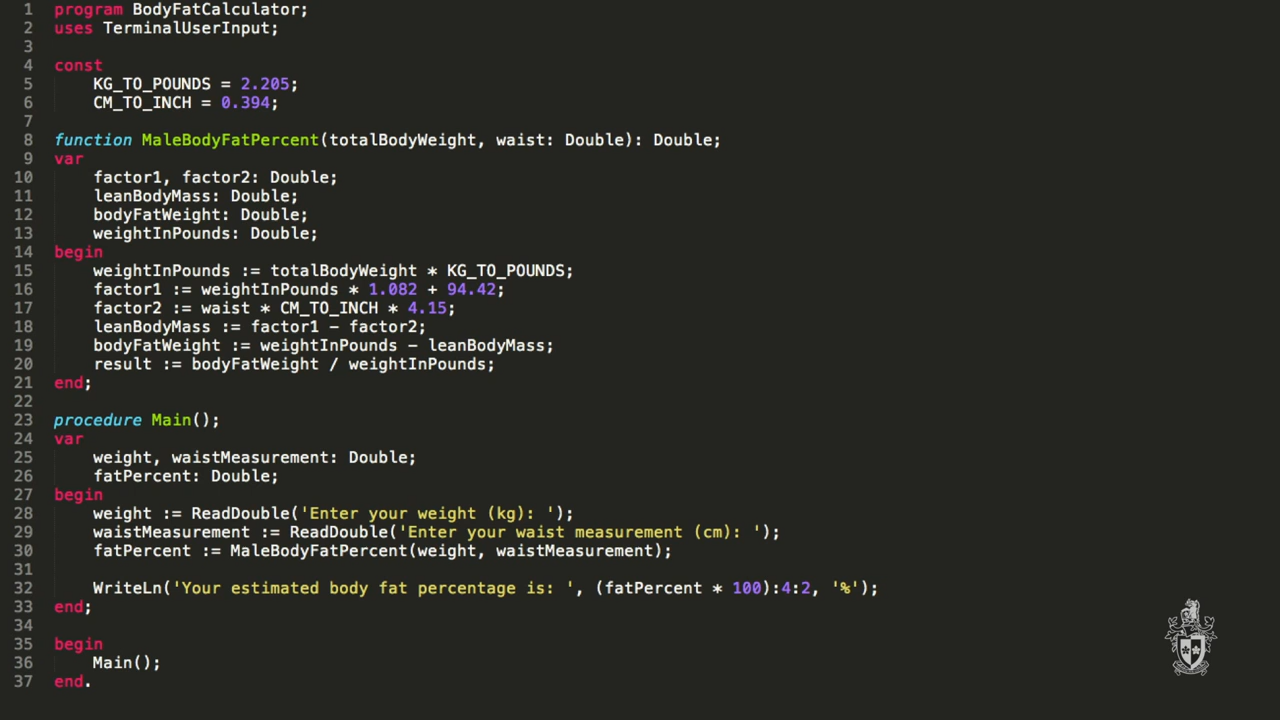 1 program BodyFatCalculator;
2 uses TerminalUserInput;
3
4 const
5     KG_TO_POUNDS = 2.205;
6     CM_TO_INCH = 0.394;
7
8 function MaleBodyFatPercent(totalBodyWeight, waist: Double): Double;
9 var
10     factor1, factor2: Double;
11     leanBodyMass: Double;
12     bodyFatWeight: Double;
13     weightInPounds: Double;
14 begin
15     weightInPounds := totalBodyWeight * KG_TO_POUNDS;
16     factor1 := weightInPounds * 1.082 + 94.42;
17     factor2 := waist * CM_TO_INCH * 4.15;
18     leanBodyMass := factor1 - factor2;
19     bodyFatWeight := weightInPounds - leanBodyMass;
20     result := bodyFatWeight / weightInPounds;
21 end;
22
23 procedure Main();
24 var
25     weight, waistMeasurement: Double;
26     fatPercent: Double;
27 begin
28     weight := ReadDouble('Enter your weight (kg): ');
29     waistMeasurement := ReadDouble('Enter your waist measurement (cm): ');
30     fatPercent := MaleBodyFatPercent(weight, waistMeasurement);
31
32     WriteLn('Your estimated body fat percentage is: ', (fatPercent * 100):4:2, '%');
33 end;
34
35 begin
36     Main();
37 end.